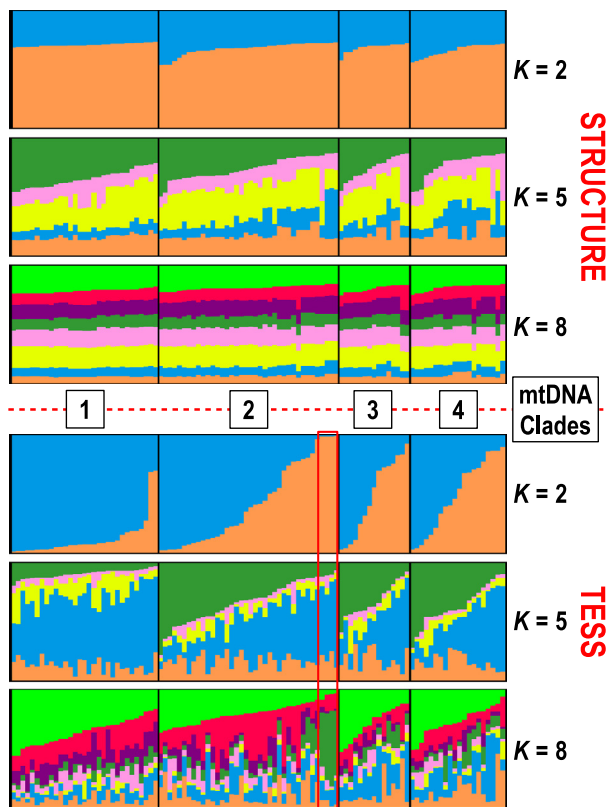 K = 2
STRUCTURE
K = 5
K = 8
1
2
3
4
mtDNA
Clades
K = 2
K = 5
TESS
K = 8